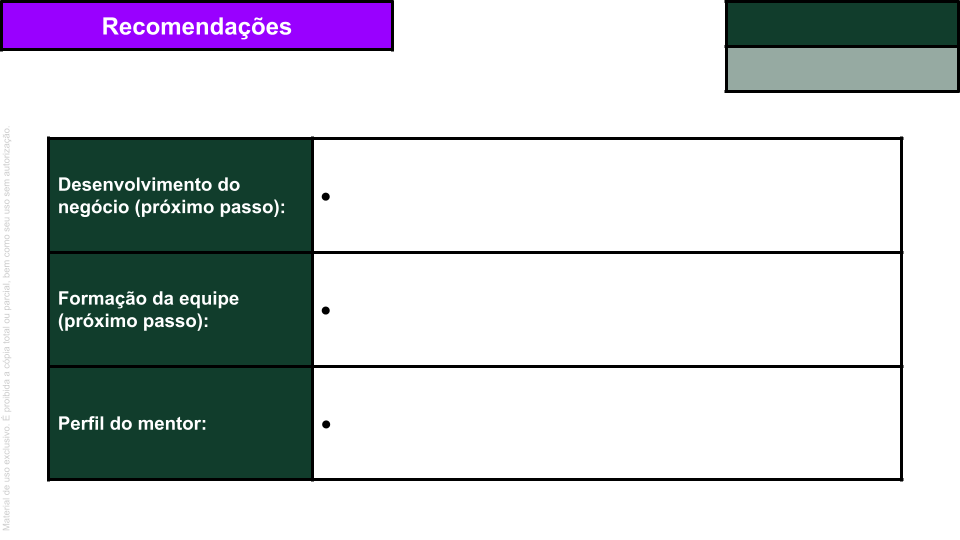 Recomendações
Desenvolvimento do
negócio (próximo passo):
●
Formação da equipe
(próximo passo):
●
Perfil do mentor:
●
Material de uso exclusivo. É proibida a cópia total ou parcial, bem como seu uso sem autorização.